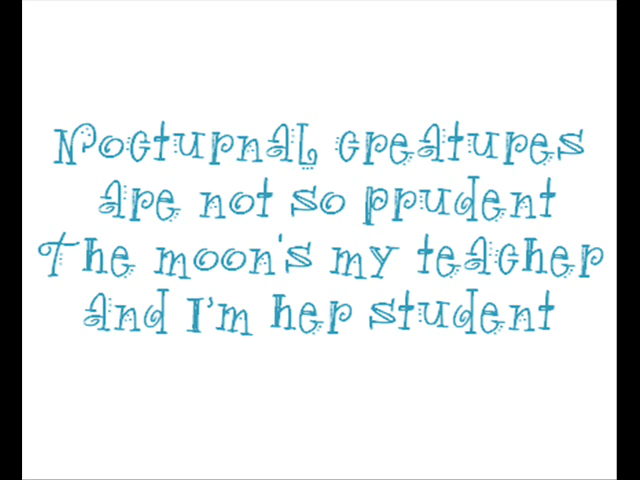 Nocturnal creatures
are not so prudent
The moon's my teacher
and I'm her student